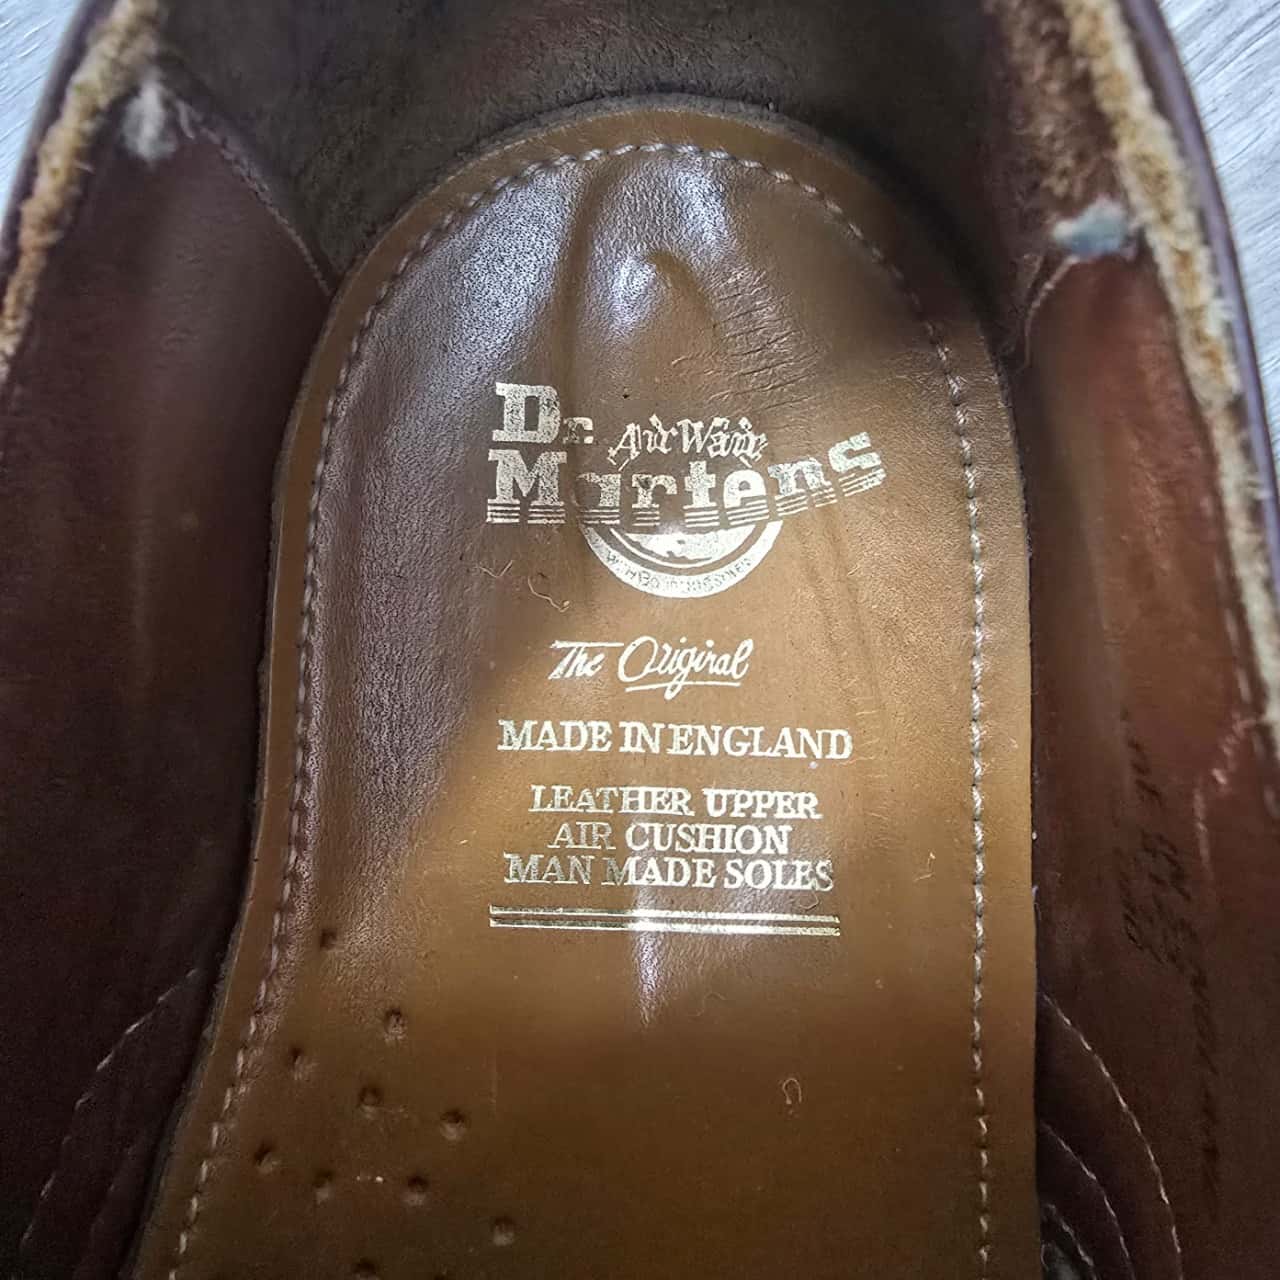 Dr. AirWair
Martens
The Original
MADE IN ENGLAND
LEATHER UPPER
AIR CUSHION
MAN MADE SOLES